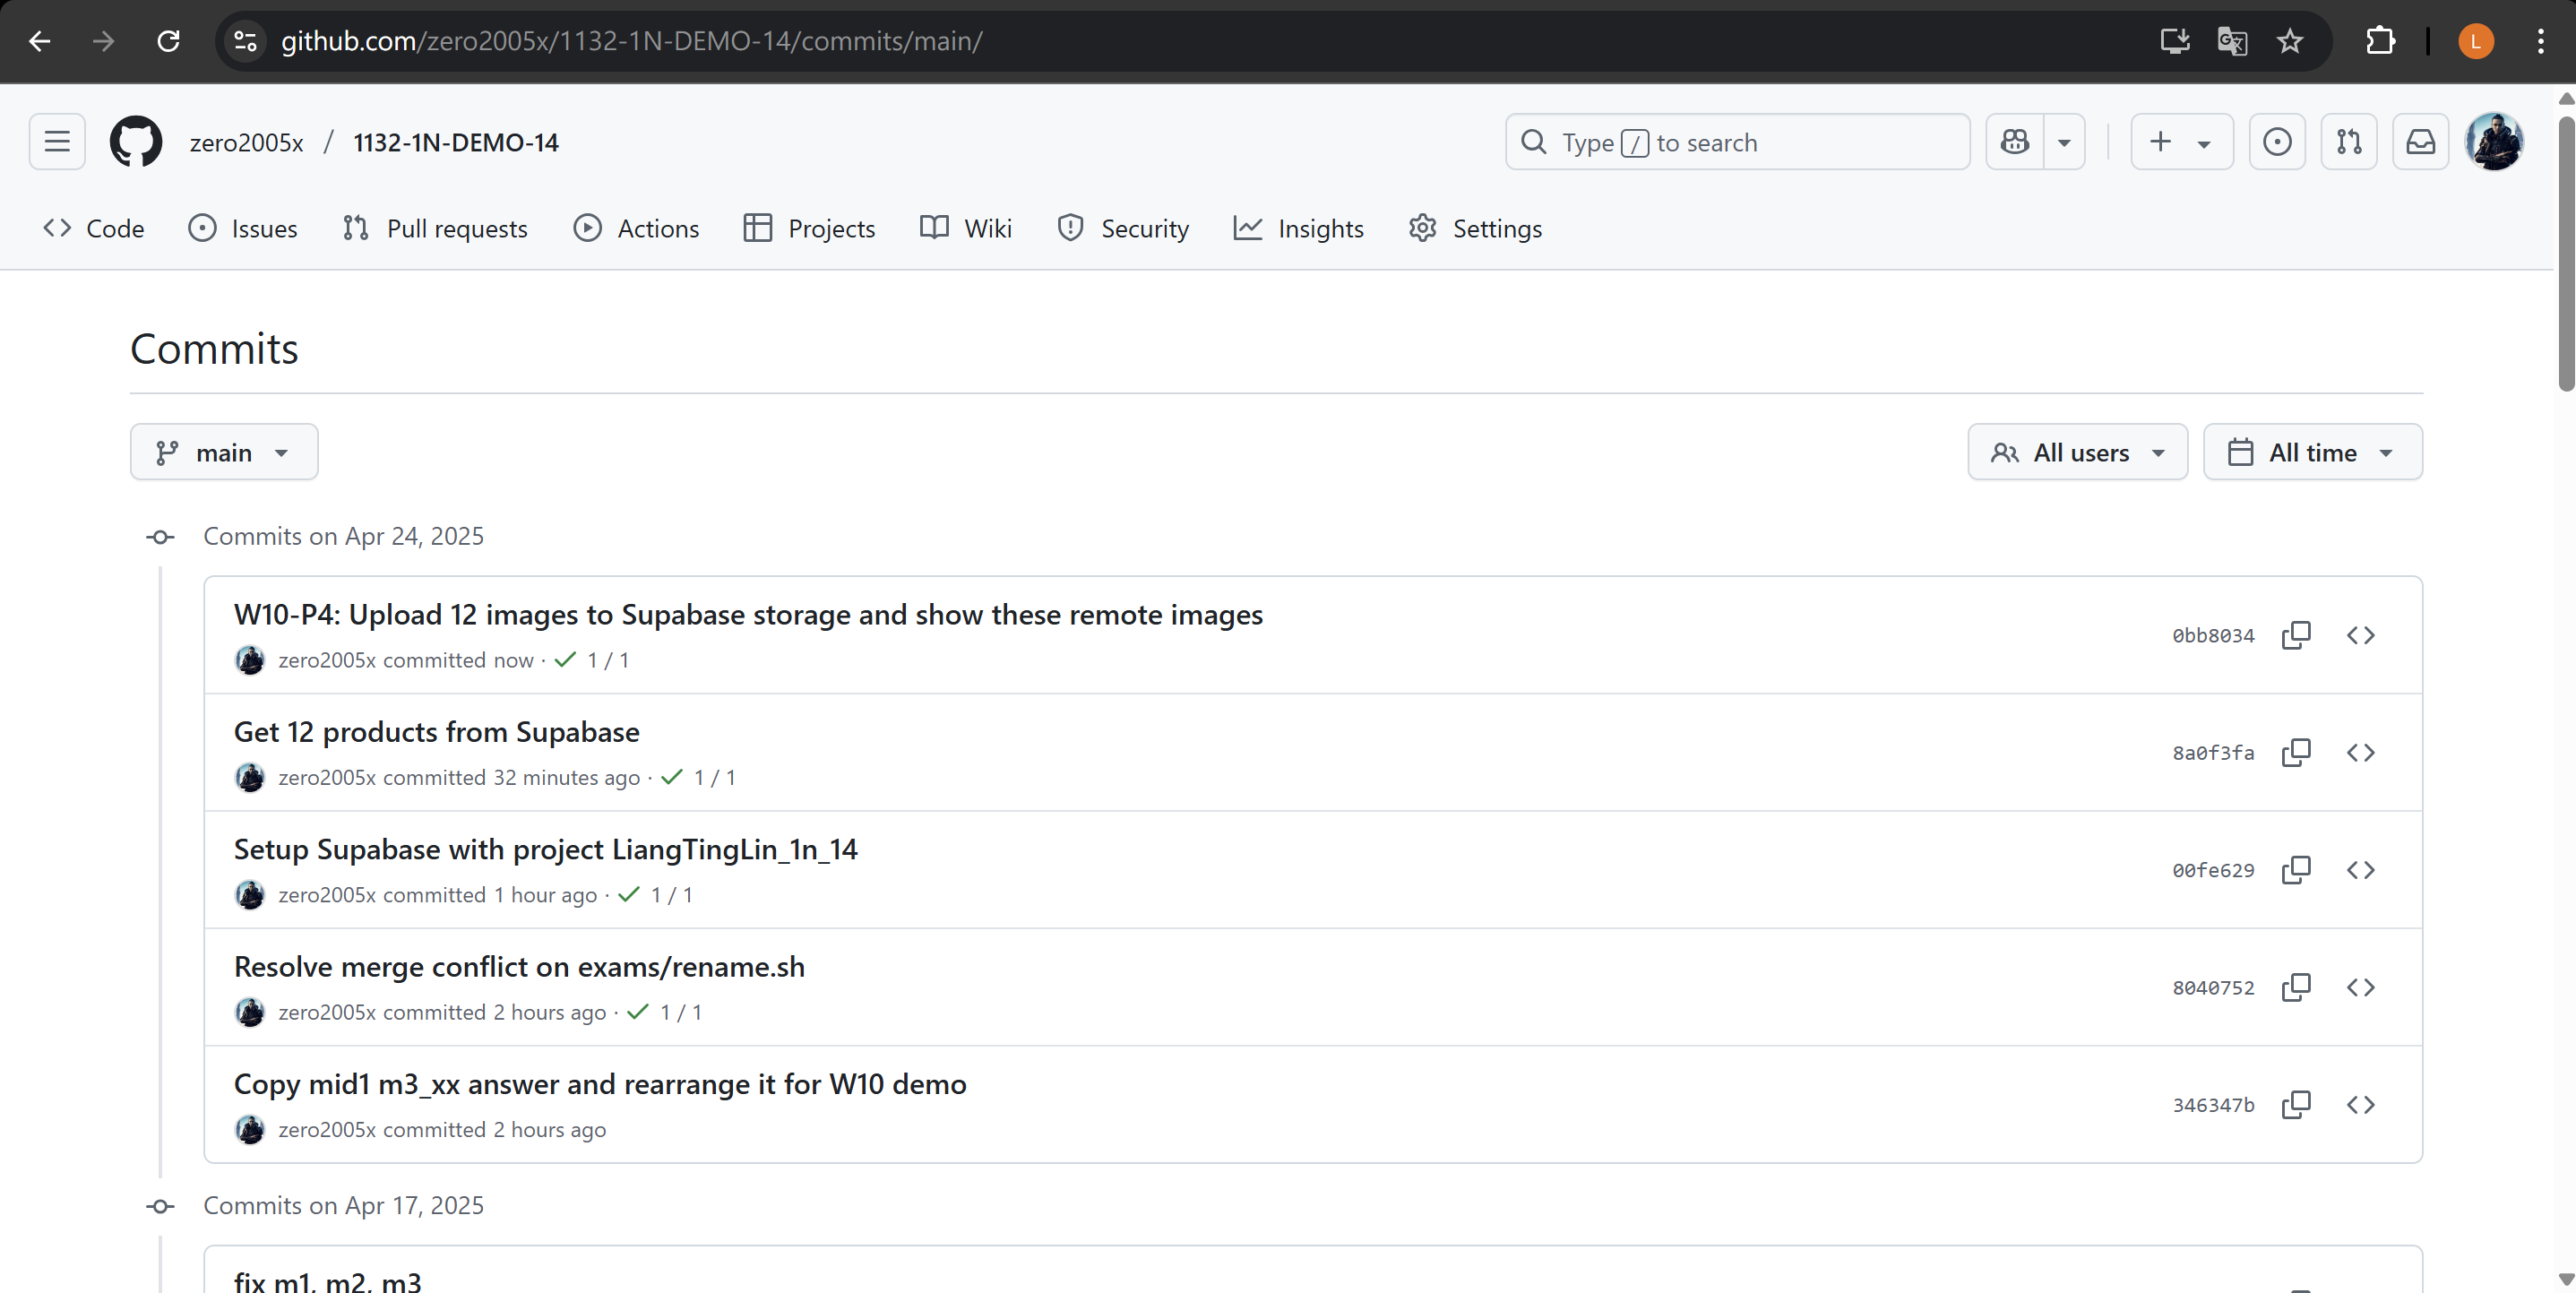 github.com/zero2005x/1132-1N-DEMO-14/commits/main/
L
zero2005x / 1132-1N-DEMO-14
Type / to search
Code Issues Pull requests Actions Projects Wiki Security Insights Settings
Commits
main
All users All time
Commits on Apr 24, 2025
W10-P4: Upload 12 images to Supabase storage and show these remote images
zero2005x committed now · 1 / 1
0bb8034
Get 12 products from Supabase
zero2005x committed 32 minutes ago · 1 / 1
8a0f3fa
Setup Supabase with project LiangTingLin_1n_14
zero2005x committed 1 hour ago · 1 / 1
00fe629
Resolve merge conflict on exams/rename.sh
zero2005x committed 2 hours ago · 1 / 1
8040752
Copy mid1 m3_xx answer and rearrange it for W10 demo
zero2005x committed 2 hours ago
346347b
Commits on Apr 17, 2025
fix m1, m2, m3